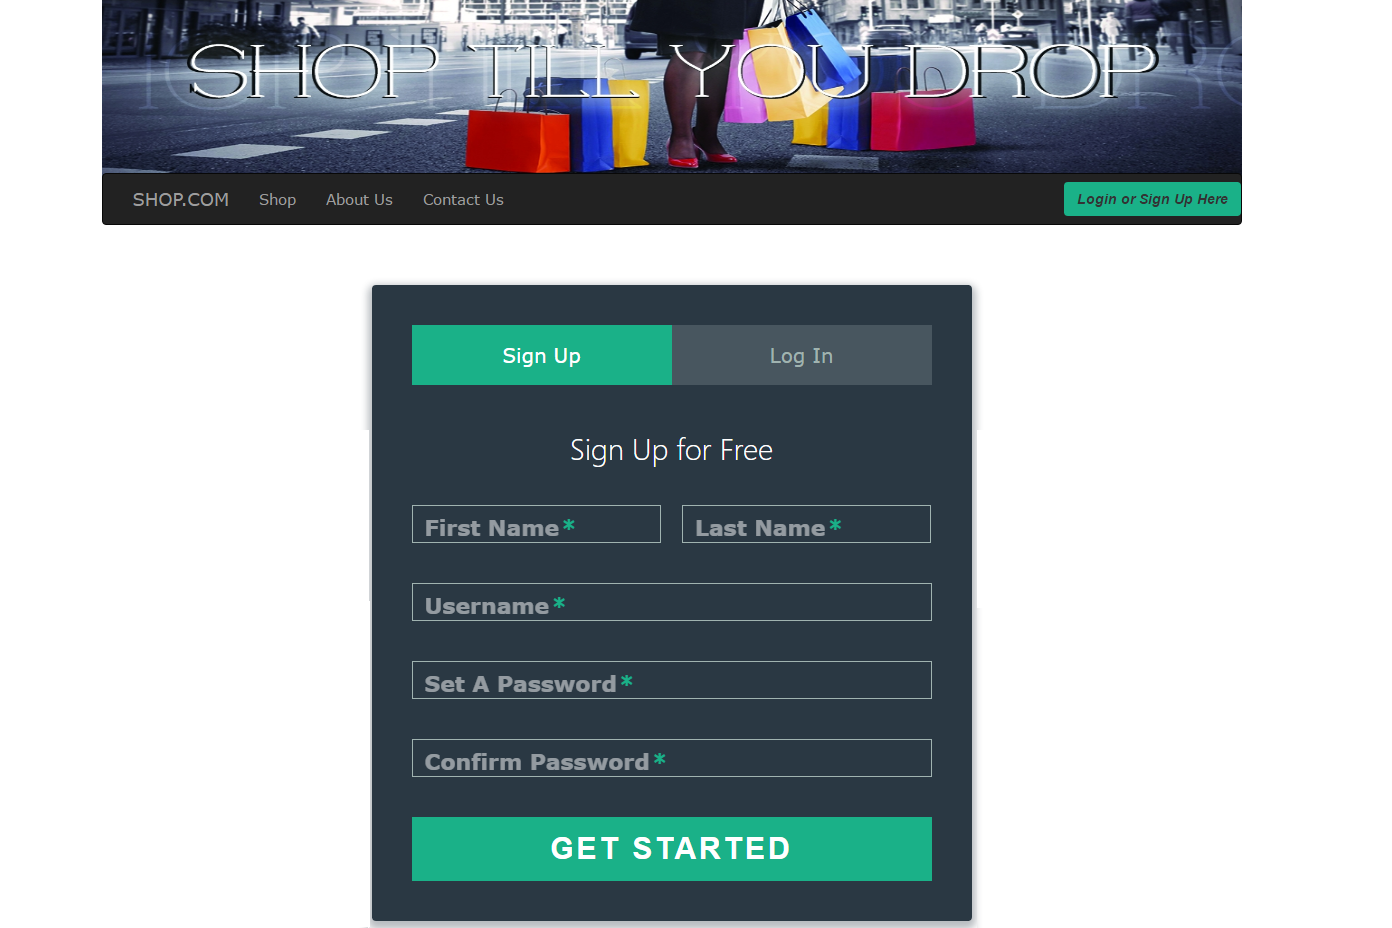 SHOP TILL YOU DROP
SHOP.COM Shop About Us Contact Us Login or Sign Up Here
Sign Up Log In
Sign Up for Free
First Name* Last Name*
Username*
Set A Password*
Confirm Password*
GET STARTED